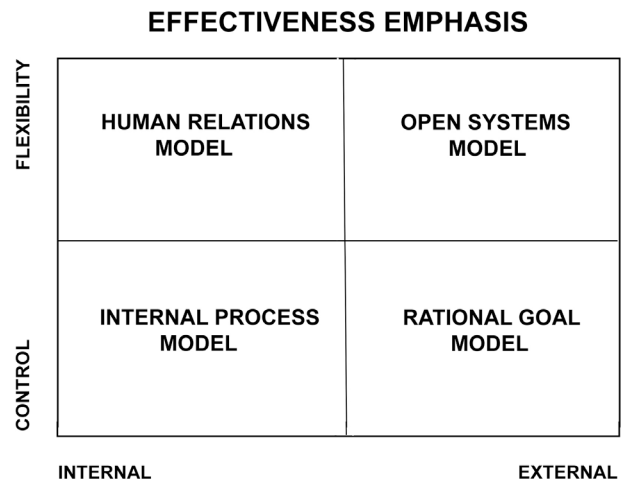 EFFECTIVENESS EMPHASIS
FLEXIBILITY
HUMAN RELATIONS
MODEL
OPEN SYSTEMS
MODEL
CONTROL
INTERNAL PROCESS
MODEL
RATIONAL GOAL
MODEL
INTERNAL
EXTERNAL